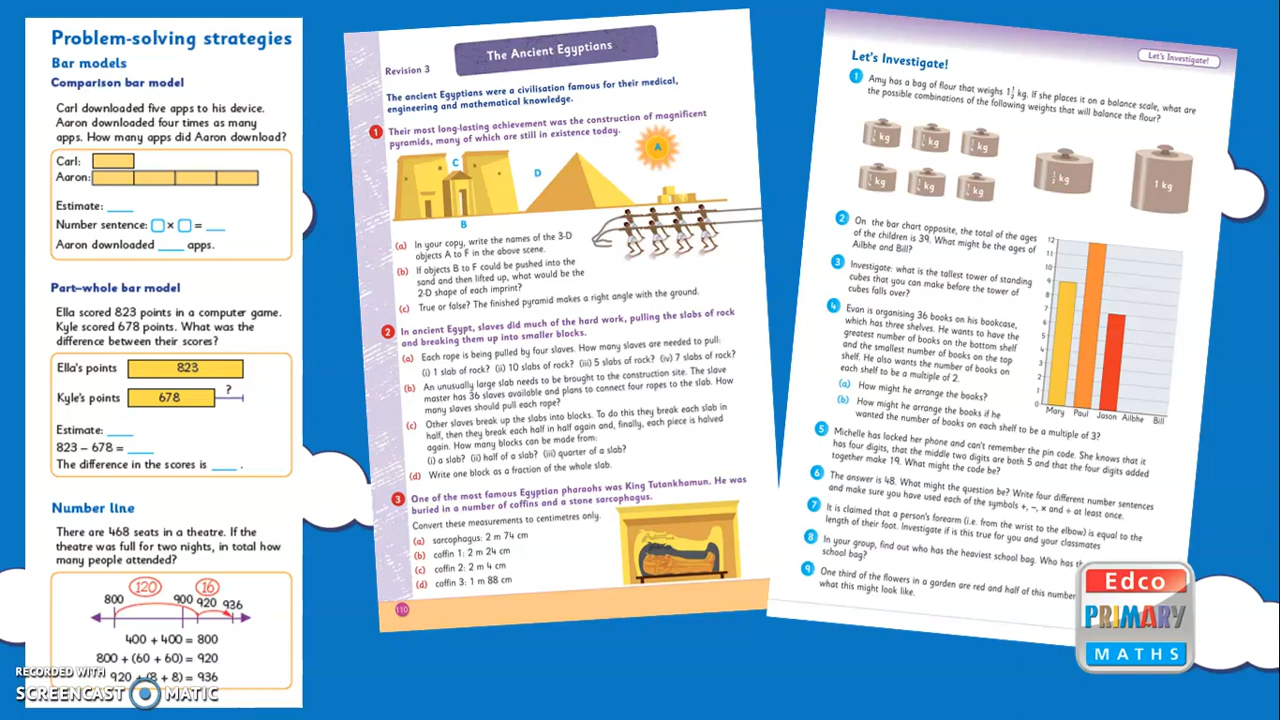 Problem-solving strategies
Bar models
Comparison bar model
Carl downloaded five apps to his device.
Aaron downloaded four times as many
apps. How many apps did Aaron download?
Carl:
Aaron:
Estimate:
Number sentence: × =
Aaron downloaded apps.
Part–whole bar model
Ella scored 823 points in a computer game.
Kyle scored 678 points. What was the
difference between their scores?
Ella's points 823
Kyle's points 678 ?
Estimate:
823 – 678 =
The difference in the scores is .
Number line
There are 468 seats in a theatre. If the
theatre was full for two nights, in total how
many people attended?
120 16
800 900 920 936
400 + 400 = 800
800 + (60 + 60) = 920
920 + (8 + 8) = 936
RECORDED WITH
SCREENCAST MATIC
Revision 3
The Ancient Egyptians
The ancient Egyptians were a civilisation famous for their medical,
engineering and mathematical knowledge.
1 Their most long-lasting achievement was the construction of magnificent
pyramids, many of which are still in existence today.
A
C
D
B
(a) In your copy, write the names of the 3-D
objects A to F in the above scene.
(b) If objects B to F could be pushed into the
sand and then lifted up, what would be the
2-D shape of each imprint?
(c) True or false? The finished pyramid makes a right angle with the ground.
2 In ancient Egypt, slaves did much of the hard work, pulling the slabs of rock
and breaking them up into smaller blocks.
(a) Each rope is being pulled by four slaves. How many slaves are needed to pull:
(i) 1 slab of rock? (ii) 10 slabs of rock? (iii) 5 slabs of rock? (iv) 7 slabs of rock?
(b) An unusually large slab needs to be brought to the construction site. The slave
master has 36 slaves available and plans to connect four ropes to the slab. How
many slaves should pull each rope?
(c) Other slaves break up the slabs into blocks. To do this they break each slab in
half, then they break each half in half again and, finally, each piece is halved
again. How many blocks can be made from:
(i) a slab? (ii) half of a slab? (iii) quarter of a slab?
(d) Write one block as a fraction of the whole slab.
3 One of the most famous Egyptian pharaohs was King Tutankhamun. He was
buried in a number of coffins and a stone sarcophagus.
Convert these measurements to centimetres only.
(a) sarcophagus: 2 m 74 cm
(b) coffin 1: 2 m 24 cm
(c) coffin 2: 2 m 4 cm
(d) coffin 3: 1 m 88 cm
110
Let's Investigate!
Let's Investigate!
1 Amy has a bag of flour that weighs 1½ kg. If she places it on a balance scale, what are
the possible combinations of the following weights that will balance the flour?
kg kg kg
kg kg kg
½ kg
1 kg
2 On the bar chart opposite, the total of the ages
of the children is 39. What might be the ages of
Ailbhe and Bill?
3 Investigate: what is the tallest tower of standing
cubes that you can make before the tower of
cubes falls over?
4 Evan is organising 36 books on his bookcase,
which has three shelves. He wants to have the
greatest number of books on the bottom shelf
and the smallest number of books on the top
shelf. He also wants the number of books on
each shelf to be a multiple of 2.
(a) How might he arrange the books?
(b) How might he arrange the books if he
wanted the number of books on each shelf to be a multiple of 3?
12
11
10
9
8
7
6
5
4
3
2
1
0
Mary Paul Jason Ailbhe Bill
5 Michelle has locked her phone and can't remember the pin code. She knows that it
has four digits, that the middle two digits are both 5 and that the four digits added
together make 19. What might the code be?
6 The answer is 48. What might the question be? Write four different number sentences
and make sure you have used each of the symbols +, –, × and ÷ at least once.
7 It is claimed that a person's forearm (i.e. from the wrist to the elbow) is equal to the
length of their foot. Investigate if this is true for you and your classmates
8 In your group, find out who has the heaviest school bag. Who has th
school bag?
9 One third of the flowers in a garden are red and half of this number
what this might look like.
Edco
PRIMARY
MATHS